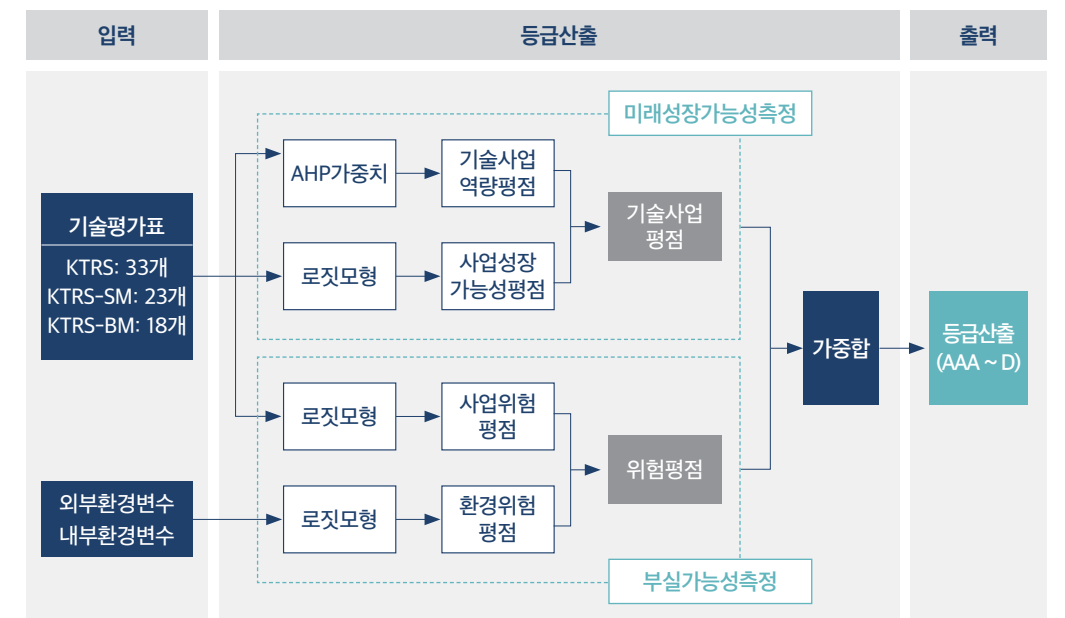 입력
등급산출
출력
미래성장가능성측정
AHP가중치
기술사업
역량평점
기술사업
평점
기술평가표
KTRS: 33개
KTRS-SM: 23개
KTRS-BM: 18개
로짓모형
사업성장
가능성평점
가중합
등급산출
(AAA ~ D)
로짓모형
사업위험
평점
위험평점
외부환경변수
내부환경변수
로짓모형
환경위험
평점
부실가능성측정